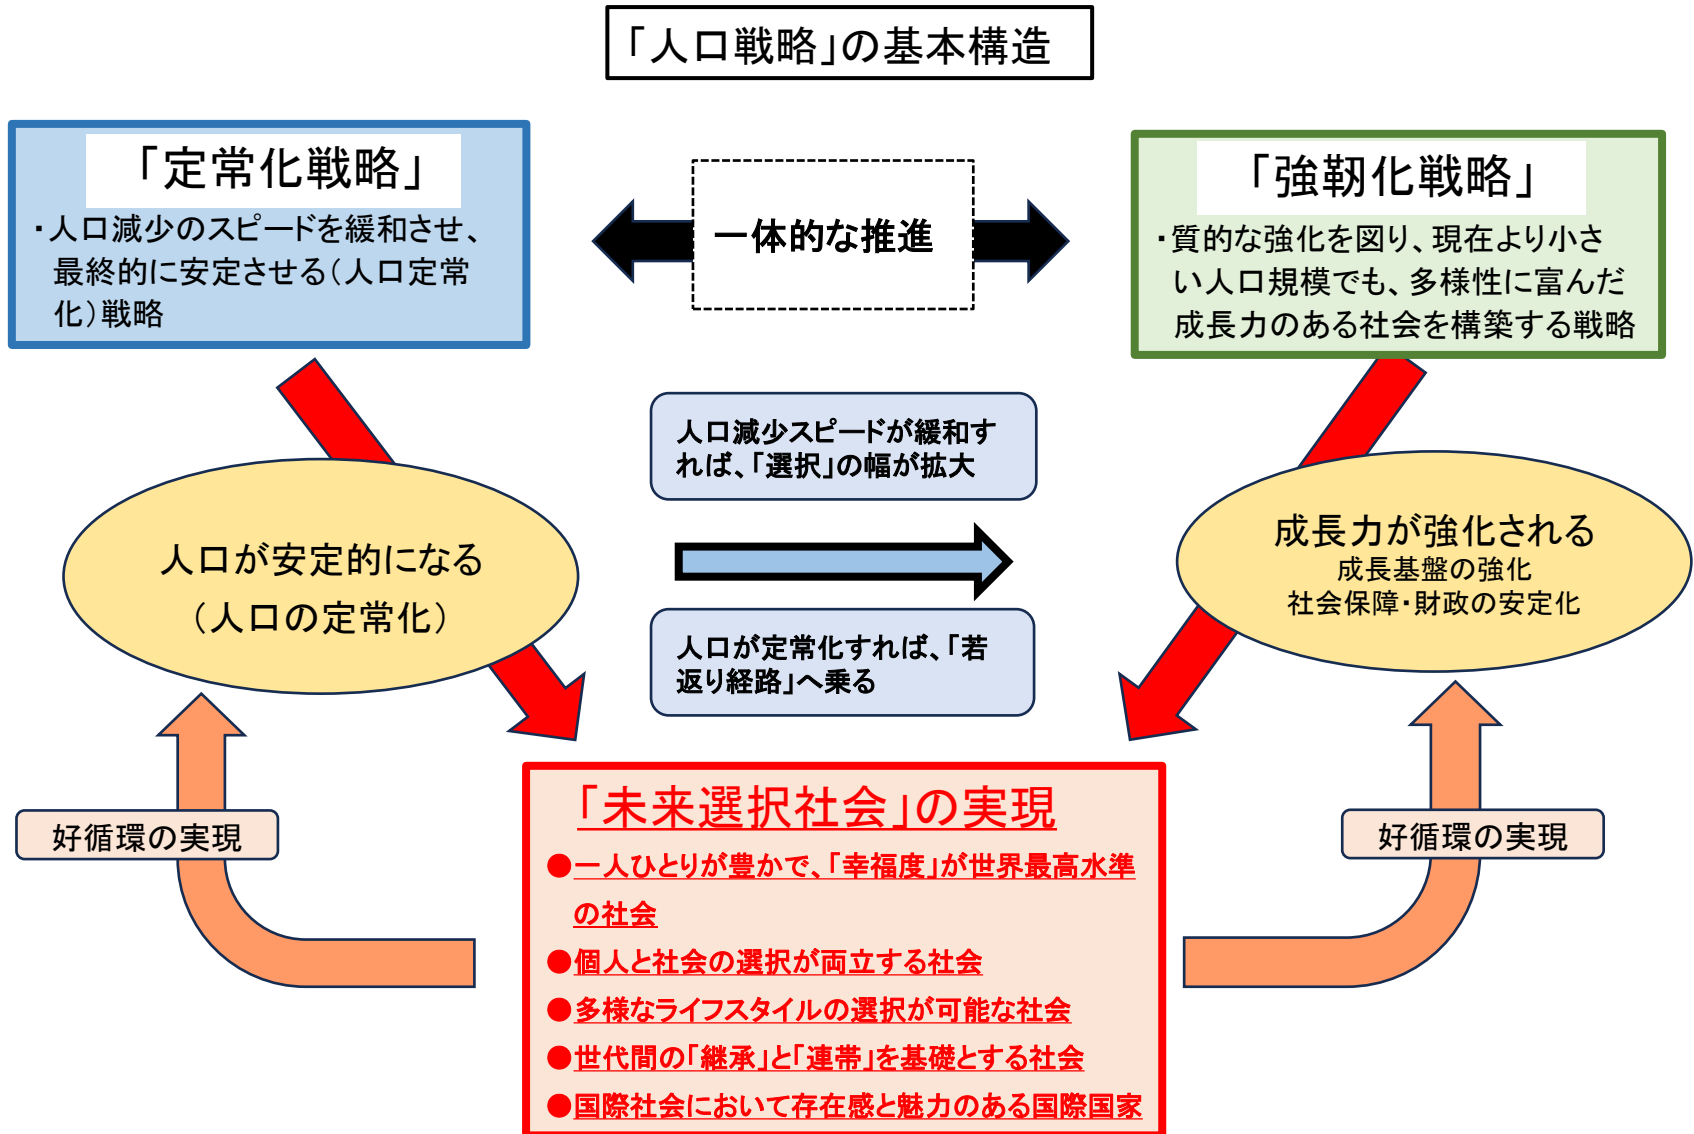 「人口戦略」の基本構造
「定常化戦略」
・人口減少のスピードを緩和させ、
最終的に安定させる（人口定常
化）戦略
一体的な推進
「強靭化戦略」
・質的な強化を図り、現在より小さ
い人口規模でも、多様性に富んだ
成長力のある社会を構築する戦略
人口減少スピードが緩和す
れば、「選択」の幅が拡大
人口が安定的になる
（人口の定常化）
成長力が強化される
成長基盤の強化
社会保障・財政の安定化
人口が定常化すれば、「若
返り経路」へ乗る
「未来選択社会」の実現
●一人ひとりが豊かで、「幸福度」が世界最高水準
の社会
●個人と社会の選択が両立する社会
●多様なライフスタイルの選択が可能な社会
●世代間の「継承」と「連帯」を基礎とする社会
●国際社会において存在感と魅力のある国際国家
好循環の実現
好循環の実現